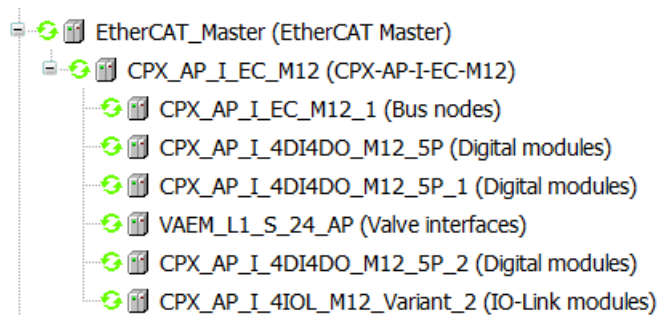 EtherCAT_Master (EtherCAT Master)
CPX_AP_I_EC_M12 (CPX-AP-I-EC-M12)
CPX_AP_I_EC_M12_1 (Bus nodes)
CPX_AP_I_4DI4DO_M12_5P (Digital modules)
CPX_AP_I_4DI4DO_M12_5P_1 (Digital modules)
VAEM_L1_S_24_AP (Valve interfaces)
CPX_AP_I_4DI4DO_M12_5P_2 (Digital modules)
CPX_AP_I_4IOL_M12_Variant_2 (IO-Link modules)